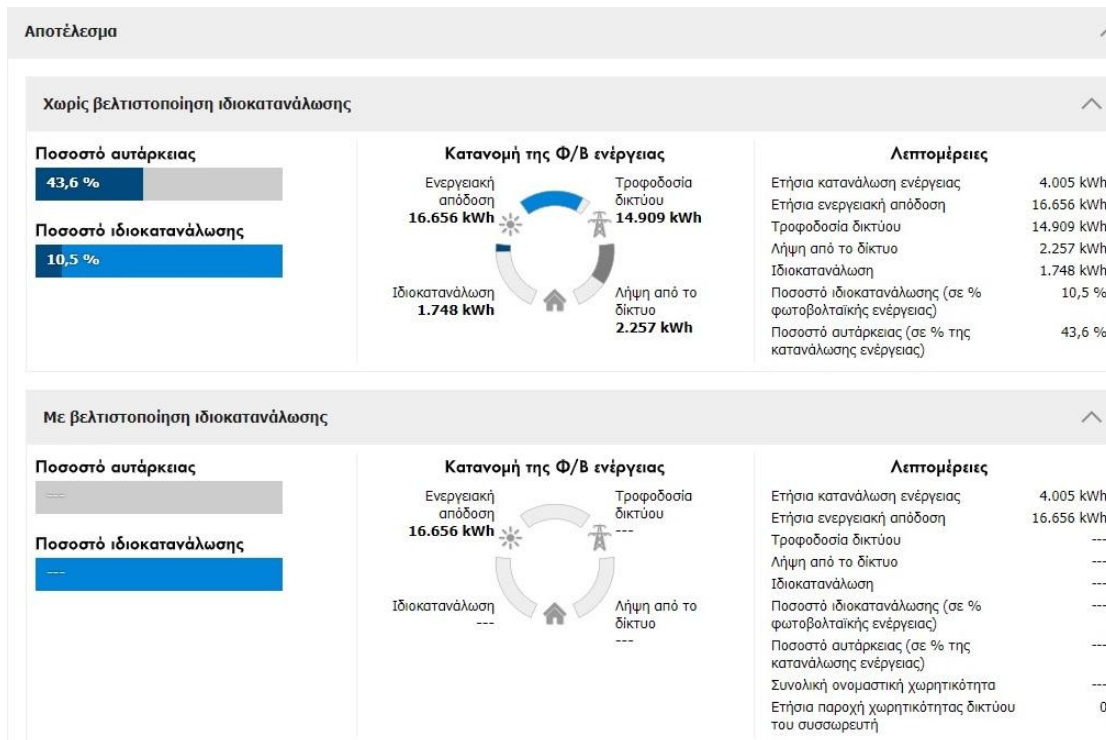 Αποτέλεσμα
Χωρίς βελτιστοποίηση ιδιοκατανάλωσης
Ποσοστό αυτάρκειας
43,6 %
Ποσοστό ιδιοκατανάλωσης
10,5 %
Κατανομή της Φ/Β ενέργειας
Ενεργειακή
απόδοση
16.656 kWh
Τροφοδοσία
δικτύου
14.909 kWh
Ιδιοκατανάλωση
1.748 kWh
Λήψη από το
δίκτυο
2.257 kWh
Λεπτομέρειες
Ετήσια κατανάλωση ενέργειας 4.005 kWh
Ετήσια ενεργειακή απόδοση 16.656 kWh
Τροφοδοσία δικτύου 14.909 kWh
Λήψη από το δίκτυο 2.257 kWh
Ιδιοκατανάλωση 1.748 kWh
Ποσοστό ιδιοκατανάλωσης (σε % 10,5 %
φωτοβολταϊκής ενέργειας)
Ποσοστό αυτάρκειας (σε % της 43,6 %
κατανάλωσης ενέργειας)
Με βελτιστοποίηση ιδιοκατανάλωσης
Ποσοστό αυτάρκειας
---
Ποσοστό ιδιοκατανάλωσης
---
Κατανομή της Φ/Β ενέργειας
Ενεργειακή
απόδοση
16.656 kWh
Τροφοδοσία
δικτύου
---
Ιδιοκατανάλωση
---
Λήψη από το
δίκτυο
---
Λεπτομέρειες
Ετήσια κατανάλωση ενέργειας 4.005 kWh
Ετήσια ενεργειακή απόδοση 16.656 kWh
Τροφοδοσία δικτύου ---
Λήψη από το δίκτυο ---
Ιδιοκατανάλωση ---
Ποσοστό ιδιοκατανάλωσης (σε % ---
φωτοβολταϊκής ενέργειας)
Ποσοστό αυτάρκειας (σε % της ---
κατανάλωσης ενέργειας)
Συνολική ονομαστική χωρητικότητα ---
Ετήσια παροχή χωρητικότητας δικτύου 0
του συσσωρευτή